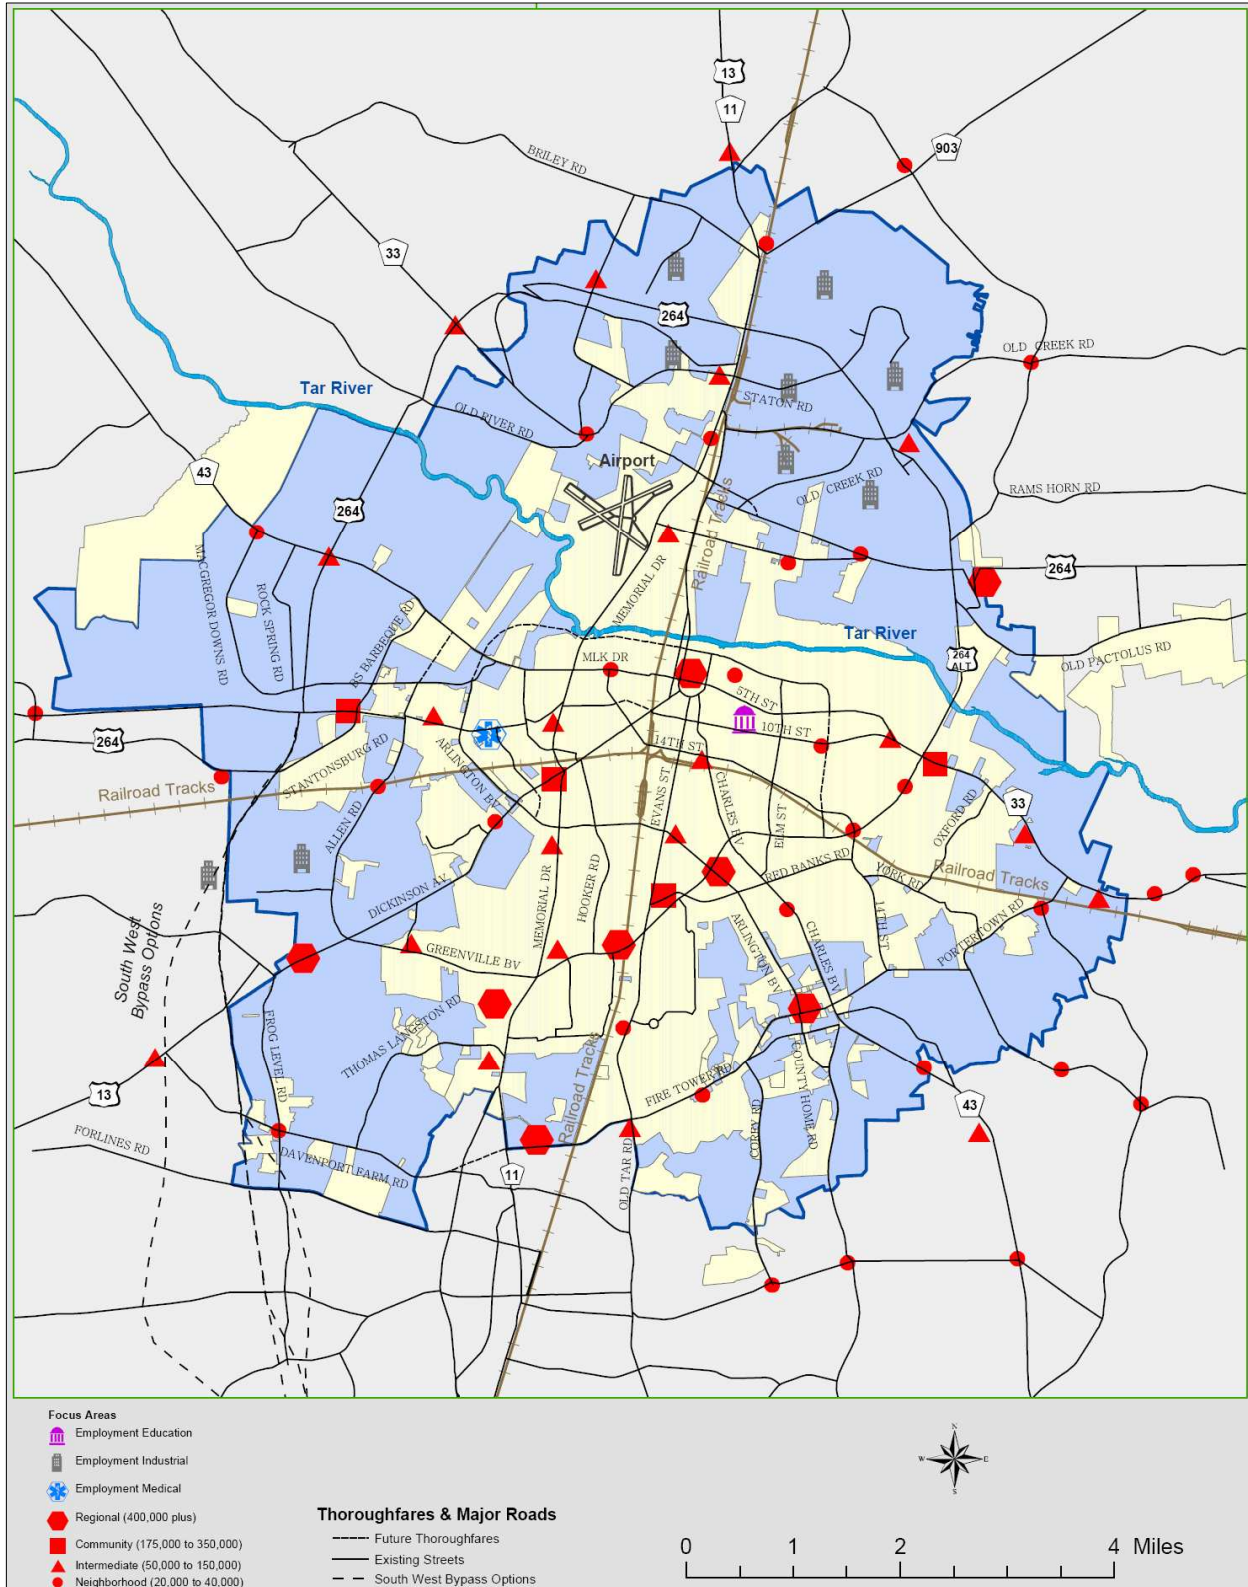 13
11
903
BRILEY RD
33
264
OLD CREEK RD
Tar River
STATON RD
OLD RIVER RD
Airport
43
OLD CREEK RD
RAMS HORN RD
264
Railroad Tracks
264
MACGREGOR DOWNS RD
ROCK SPRING RD
MEMORIAL DR
BS BARBEQUE RD
Tar River
MLK DR
264
ALT
OLD PACTOLUS RD
5TH ST
10TH ST
264
STANTONSBURG RD
ARLINGTON BV
14TH ST
Railroad Tracks
EVANS ST
CHARLES BV
ELM ST
OXFORD RD
33
ALLEN RD
RED BANKS RD
YORK RD
Railroad Tracks
DICKINSON AV
HOOKER RD
MEMORIAL DR
14TH ST
PORTERTOWN RD
South West
Bypass Options
GREENVILLE BV
ARLINGTON BV
CHARLES BV
THOMAS LANGSTON RD
FROG LEVEL RD
Railroad Tracks
FIRE TOWER RD
COUNTY HOME RD
13
43
COREY RD
FORLINES RD
DAVENPORT FARM RD
11
OLD TAR RD
Focus Areas
Employment Education
Employment Industrial
Employment Medical
Regional (400,000 plus)
Community (175,000 to 350,000)
Intermediate (50,000 to 150,000)
Neighborhood (20,000 to 40,000)
Thoroughfares & Major Roads
Future Thoroughfares
Existing Streets
South West Bypass Options
N
W
E
S
0 1 2 4 Miles